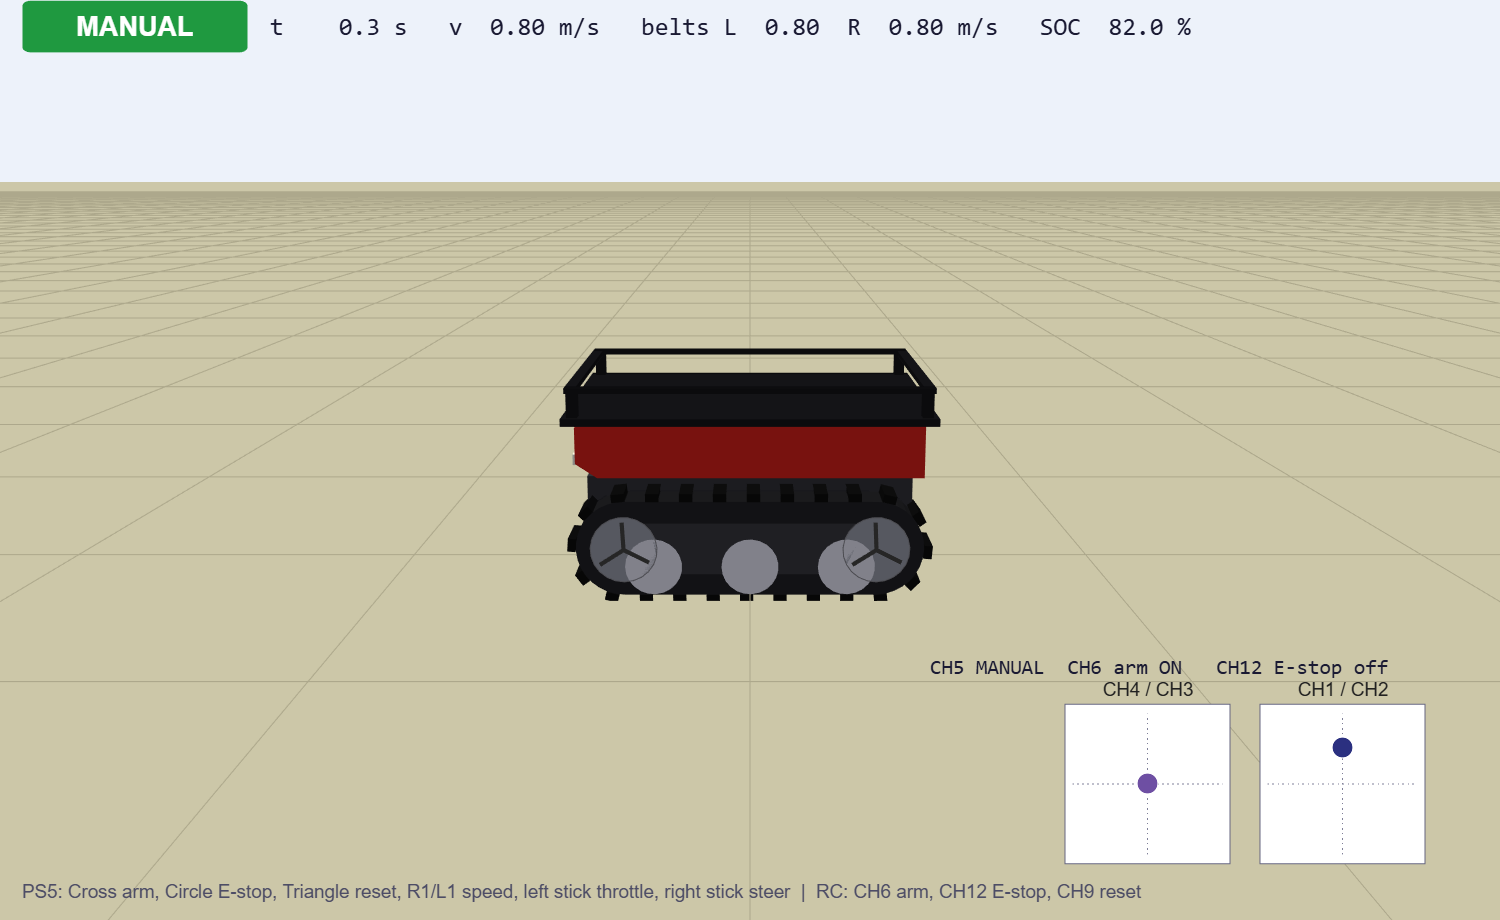 MANUAL t 0.3 s v 0.80 m/s belts L 0.80 R 0.80 m/s SOC 82.0 %
CH5 MANUAL CH6 arm ON CH12 E-stop off
CH4 / CH3 CH1 / CH2
PS5: Cross arm, Circle E-stop, Triangle reset, R1/L1 speed, left stick throttle, right stick steer | RC: CH6 arm, CH12 E-stop, CH9 reset